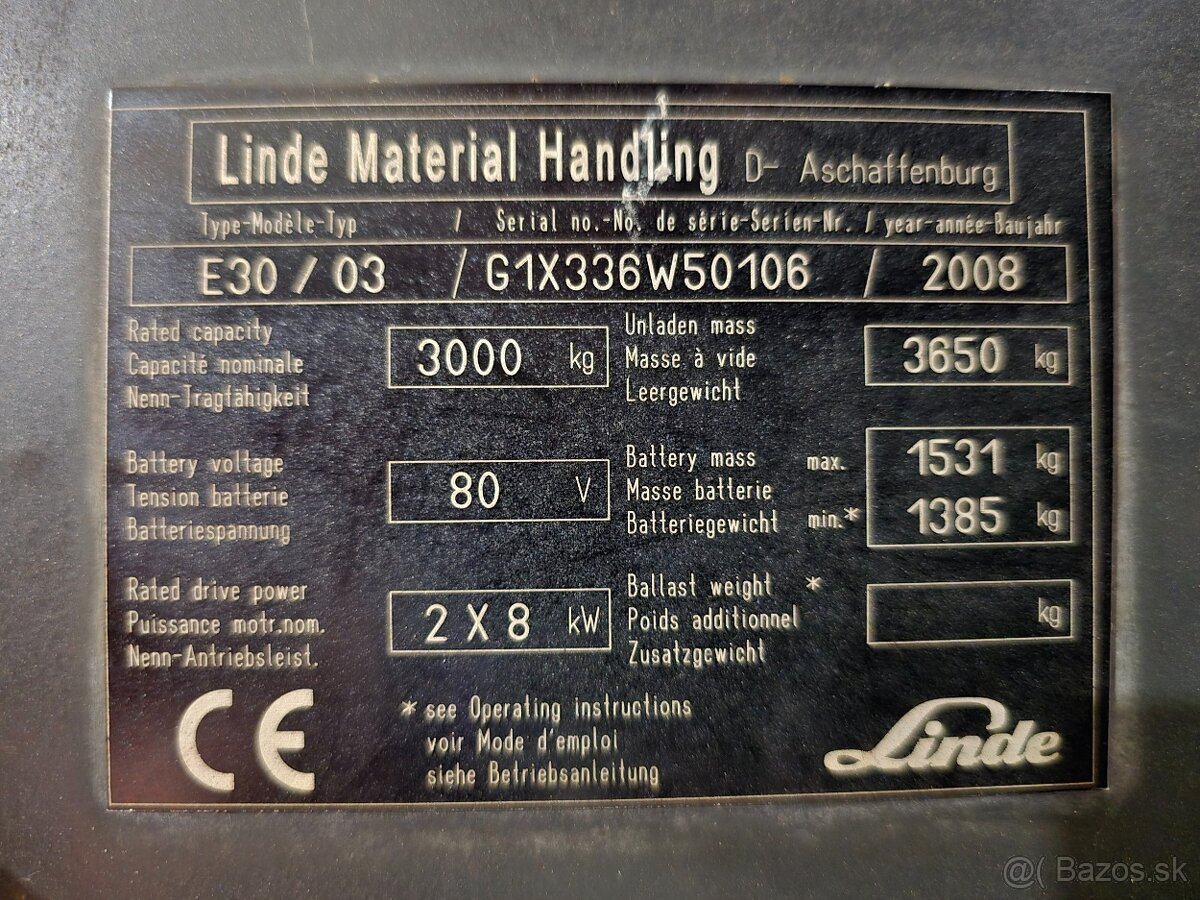 Linde Material Handling D- Aschaffenburg
Type-Modèle-Typ / Serial no.-No. de série-Serien-Nr. / year-année-Baujahr
E30 / 03 / G1X336W50106 / 2008
Rated capacity
Capacité nominale
Nenn-Tragfähigkeit
3000 kg
Unladen mass
Masse à vide
Leergewicht
3650 kg
Battery voltage
Tension batterie
Batteriespannung
80 V
Battery mass max. 1531 kg
Masse batterie
Batteriegewicht min.* 1385 kg
Rated drive power
Puissance motr.nom.
Nenn-Antriebsleist.
2 X 8 kW
Ballast weight *
Poids additionnel
Zusatzgewicht
kg
CE
* see Operating instructions
voir Mode d'emploi
siehe Betriebsanleitung
Linde
@( Bazos.sk